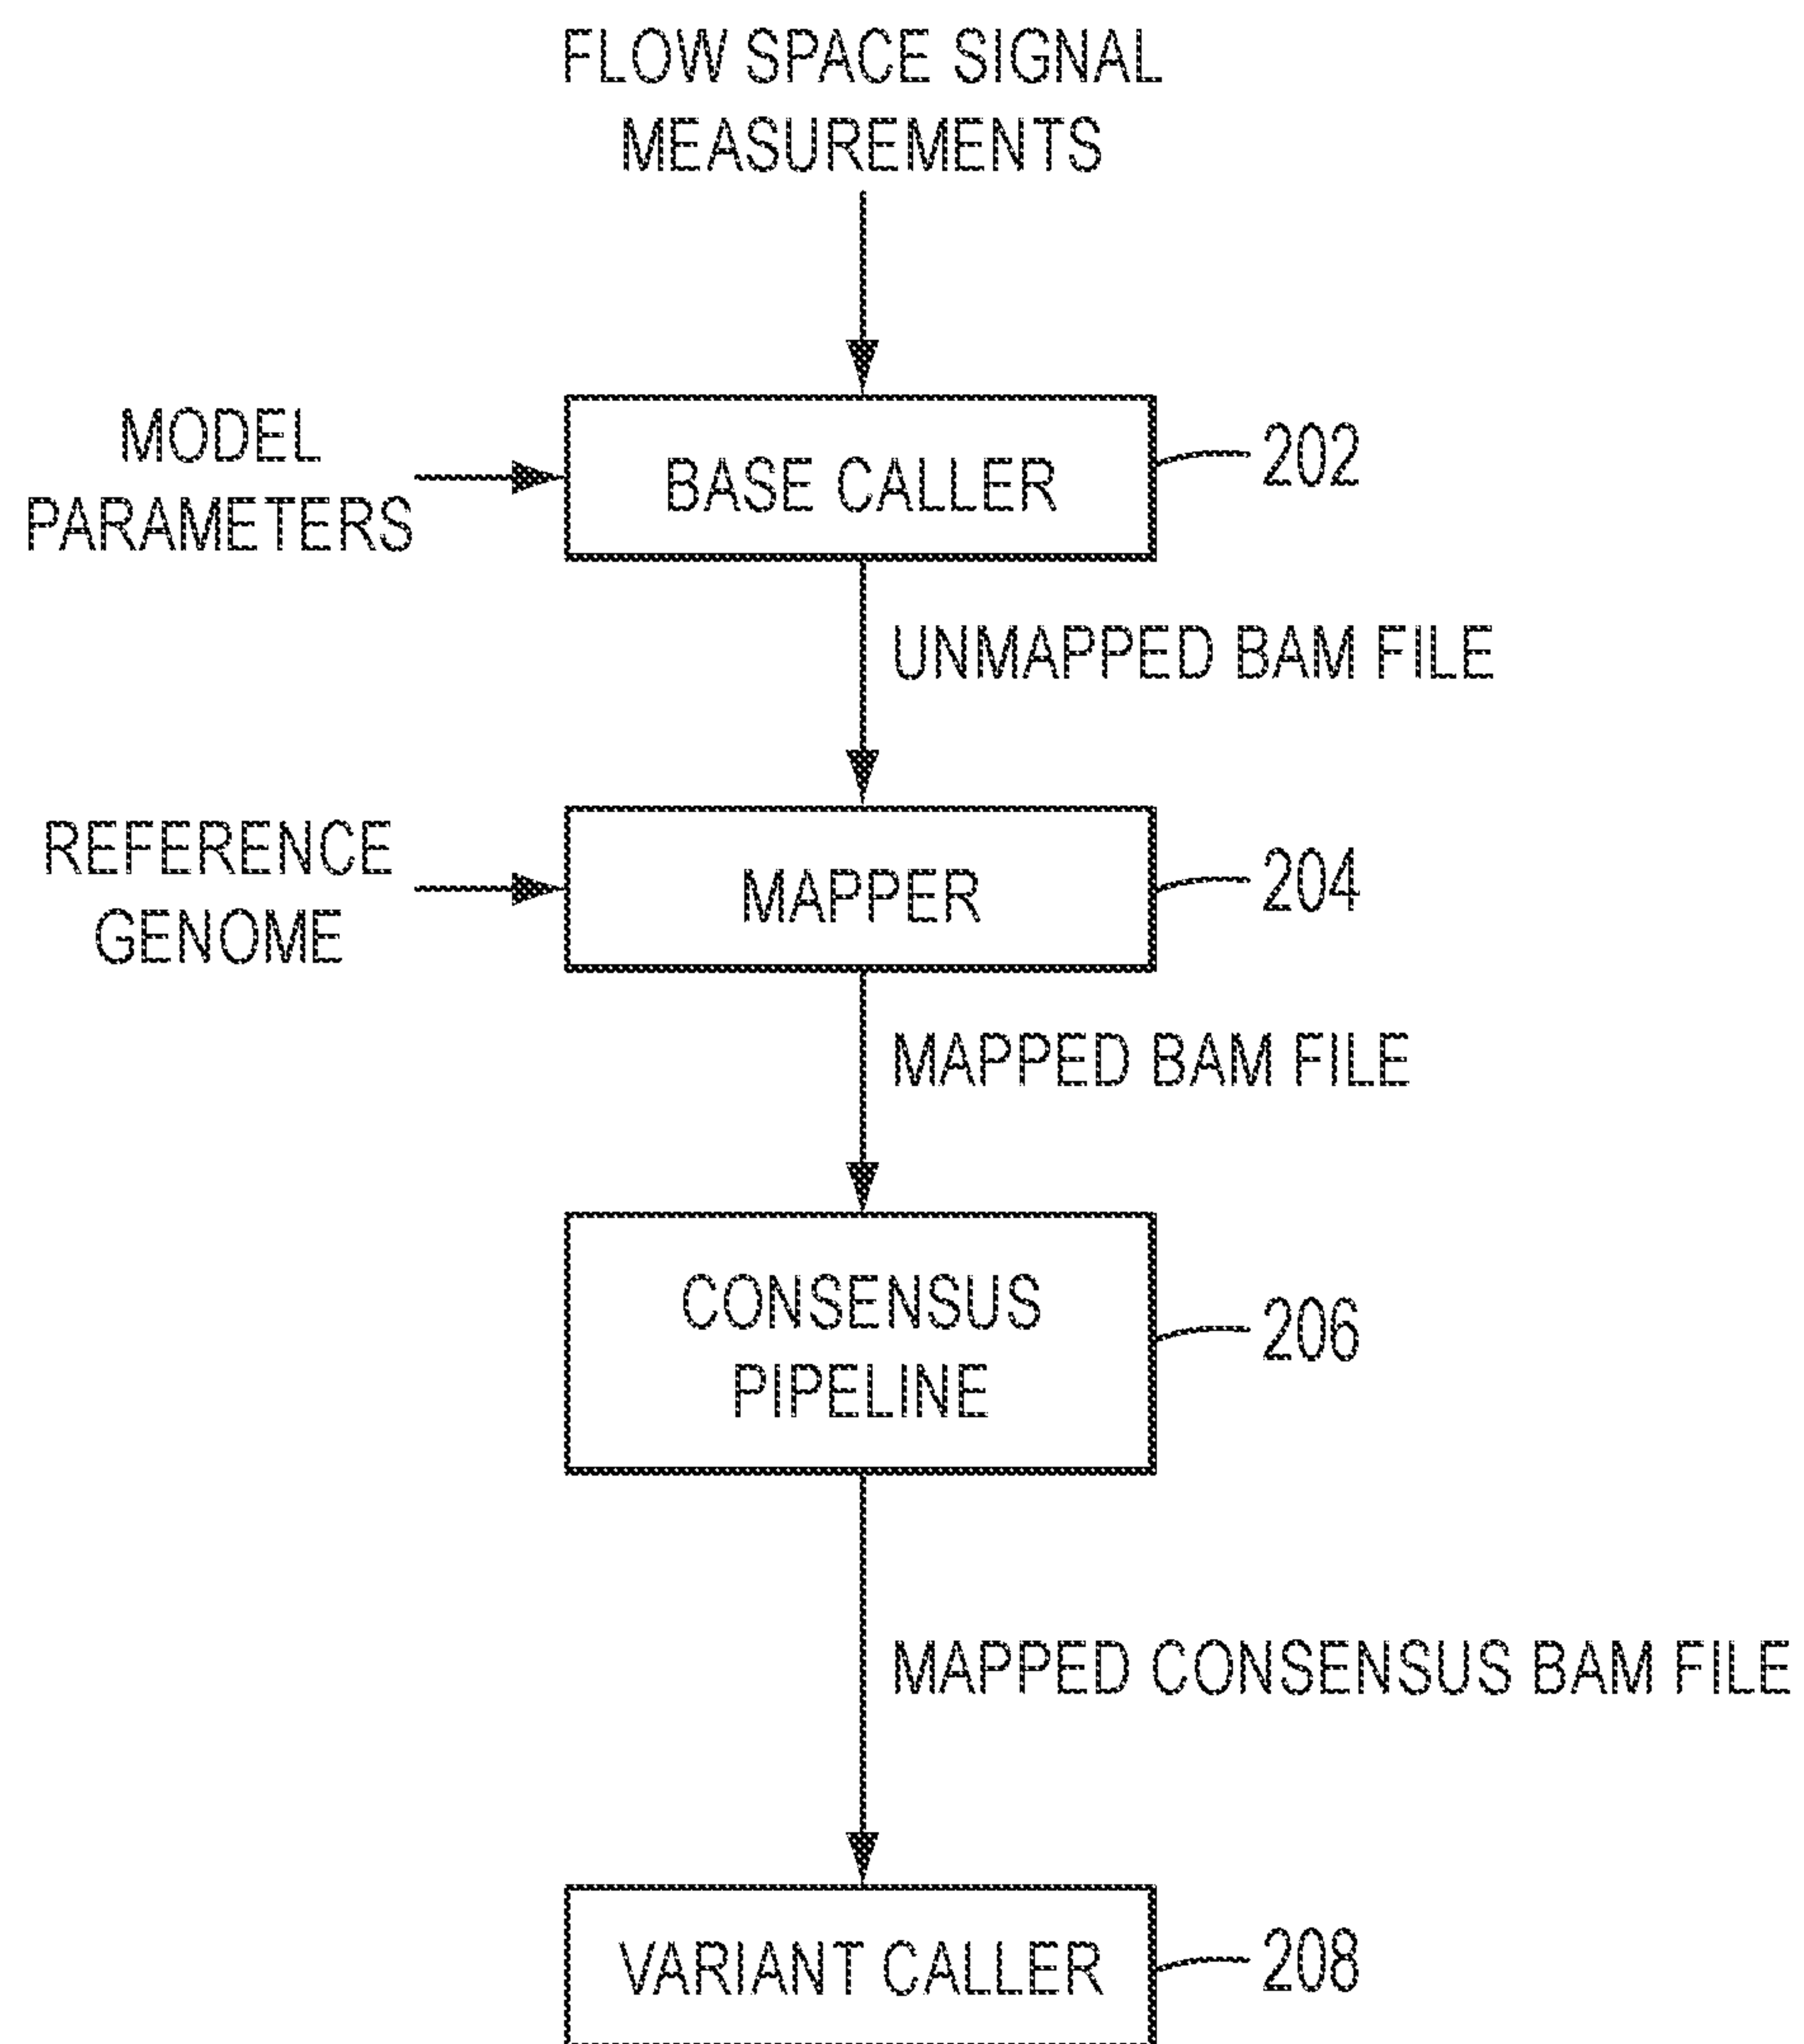 FLOW SPACE SIGNAL
MEASUREMENTS
MODEL
PARAMETERS
BASE CALLER
202
UNMAPPED BAM FILE
REFERENCE
GENOME
MAPPER
204
MAPPED BAM FILE
CONSENSUS
PIPELINE
206
MAPPED CONSENSUS BAM FILE
VARIANT CALLER
208